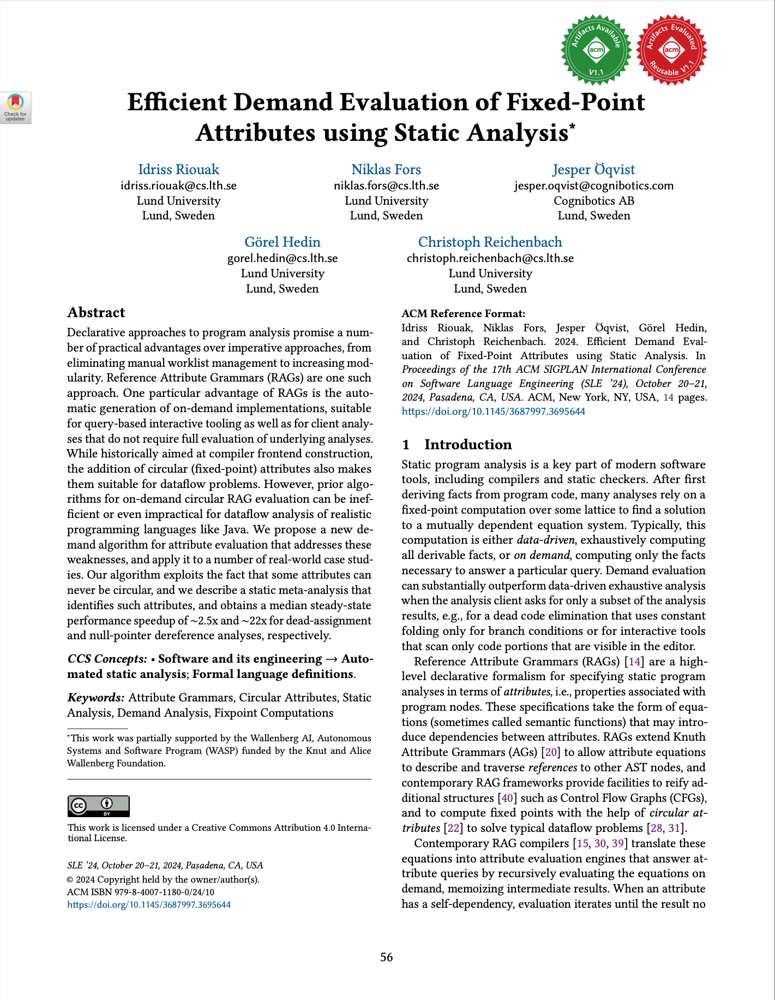 Artifacts Available
acm
V1.1
Artifacts Evaluated
acm
Reusable V1.1
Check for
updates
Efficient Demand Evaluation of Fixed-Point
Attributes using Static Analysis*
Idriss Riouak
idriss.riouak@cs.lth.se
Lund University
Lund, Sweden
Niklas Fors
niklas.fors@cs.lth.se
Lund University
Lund, Sweden
Jesper Öqvist
jesper.oqvist@cognibotics.com
Cognibotics AB
Lund, Sweden
Görel Hedin
gorel.hedin@cs.lth.se
Lund University
Lund, Sweden
Christoph Reichenbach
christoph.reichenbach@cs.lth.se
Lund University
Lund, Sweden
Abstract
Declarative approaches to program analysis promise a num-
ber of practical advantages over imperative approaches, from
eliminating manual worklist management to increasing mod-
ularity. Reference Attribute Grammars (RAGs) are one such
approach. One particular advantage of RAGs is the auto-
matic generation of on-demand implementations, suitable
for query-based interactive tooling as well as for client analy-
ses that do not require full evaluation of underlying analyses.
While historically aimed at compiler frontend construction,
the addition of circular (fixed-point) attributes also makes
them suitable for dataflow problems. However, prior algo-
rithms for on-demand circular RAG evaluation can be inef-
ficient or even impractical for dataflow analysis of realistic
programming languages like Java. We propose a new de-
mand algorithm for attribute evaluation that addresses these
weaknesses, and apply it to a number of real-world case stud-
ies. Our algorithm exploits the fact that some attributes can
never be circular, and we describe a static meta-analysis that
identifies such attributes, and obtains a median steady-state
performance speedup of ~2.5x and ~22x for dead-assignment
and null-pointer dereference analyses, respectively.
CCS Concepts: • Software and its engineering → Auto-
mated static analysis; Formal language definitions.
Keywords: Attribute Grammars, Circular Attributes, Static
Analysis, Demand Analysis, Fixpoint Computations
*This work was partially supported by the Wallenberg AI, Autonomous
Systems and Software Program (WASP) funded by the Knut and Alice
Wallenberg Foundation.
cc
BY
This work is licensed under a Creative Commons Attribution 4.0 Interna-
tional License.
SLE ’24, October 20–21, 2024, Pasadena, CA, USA
© 2024 Copyright held by the owner/author(s).
ACM ISBN 979-8-4007-1180-0/24/10
https://doi.org/10.1145/3687997.3695644
ACM Reference Format:
Idriss Riouak, Niklas Fors, Jesper Öqvist, Görel Hedin,
and Christoph Reichenbach. 2024. Efficient Demand Eval-
uation of Fixed-Point Attributes using Static Analysis. In
Proceedings of the 17th ACM SIGPLAN International Conference
on Software Language Engineering (SLE ’24), October 20–21,
2024, Pasadena, CA, USA. ACM, New York, NY, USA, 14 pages.
https://doi.org/10.1145/3687997.3695644
1 Introduction
Static program analysis is a key part of modern software
tools, including compilers and static checkers. After first
deriving facts from program code, many analyses rely on a
fixed-point computation over some lattice to find a solution
to a mutually dependent equation system. Typically, this
computation is either data-driven, exhaustively computing
all derivable facts, or on demand, computing only the facts
necessary to answer a particular query. Demand evaluation
can substantially outperform data-driven exhaustive analysis
when the analysis client asks for only a subset of the analysis
results, e.g., for a dead code elimination that uses constant
folding only for branch conditions or for interactive tools
that scan only code portions that are visible in the editor.
Reference Attribute Grammars (RAGs) [14] are a high-
level declarative formalism for specifying static program
analyses in terms of attributes, i.e., properties associated with
program nodes. These specifications take the form of equa-
tions (sometimes called semantic functions) that may intro-
duce dependencies between attributes. RAGs extend Knuth
Attribute Grammars (AGs) [20] to allow attribute equations
to describe and traverse references to other AST nodes, and
contemporary RAG frameworks provide facilities to reify ad-
ditional structures [40] such as Control Flow Graphs (CFGs),
and to compute fixed points with the help of circular at-
tributes [22] to solve typical dataflow problems [28, 31].
Contemporary RAG compilers [15, 30, 39] translate these
equations into attribute evaluation engines that answer at-
tribute queries by recursively evaluating the equations on
demand, memoizing intermediate results. When an attribute
has a self-dependency, evaluation iterates until the result no
56